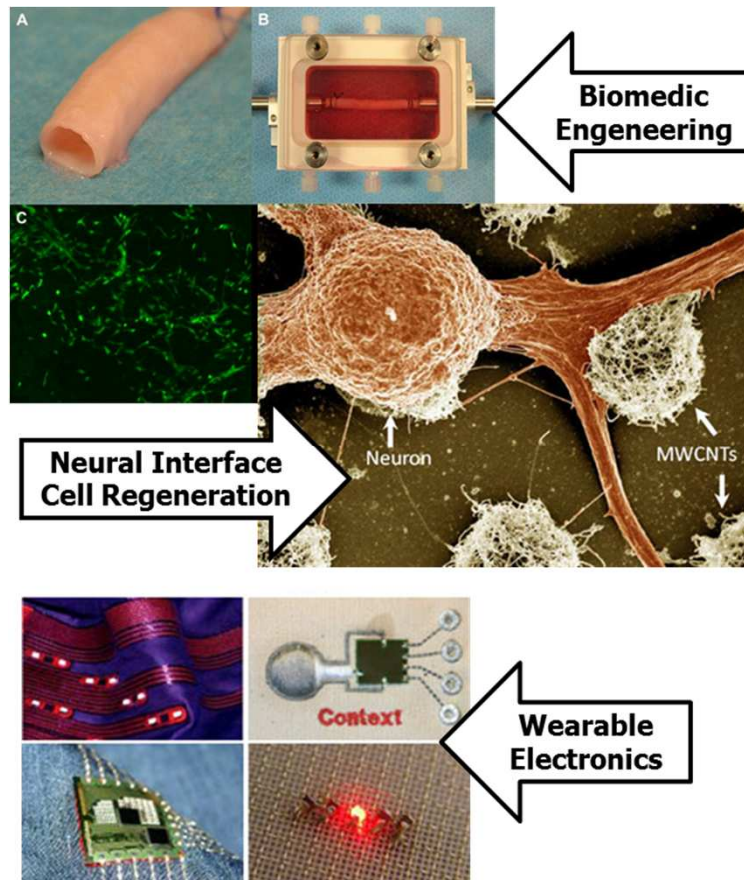 A
B
Biomedic
Engeneering
C
Neuron
MWCNTs
Neural Interface
Cell Regeneration
Context
Wearable
Electronics